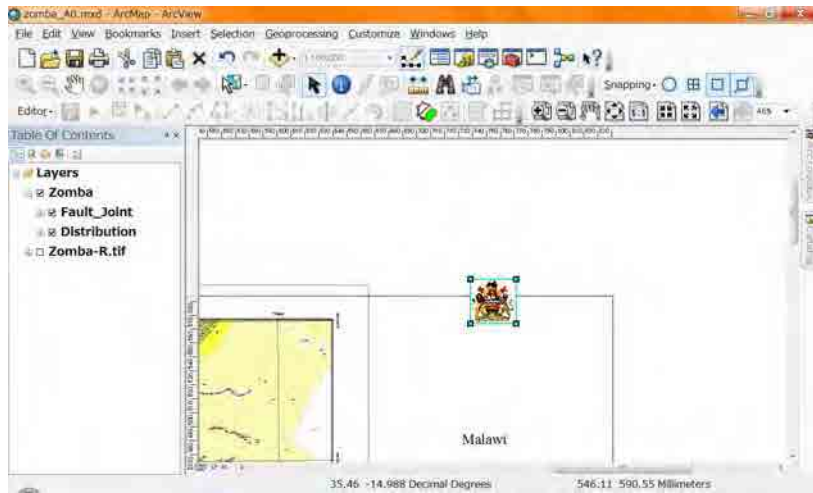 zomba_A0.mxd - ArcMap - ArcView
File Edit View Bookmarks Insert Selection Geoprocessing Customize Windows Help
Snapping
Editor
Table Of Contents
Layers
Zomba
Fault_Joint
Distribution
Zomba-R.tif
Malawi
35.46 -14.988 Decimal Degrees 546.11 590.55 Millimeters